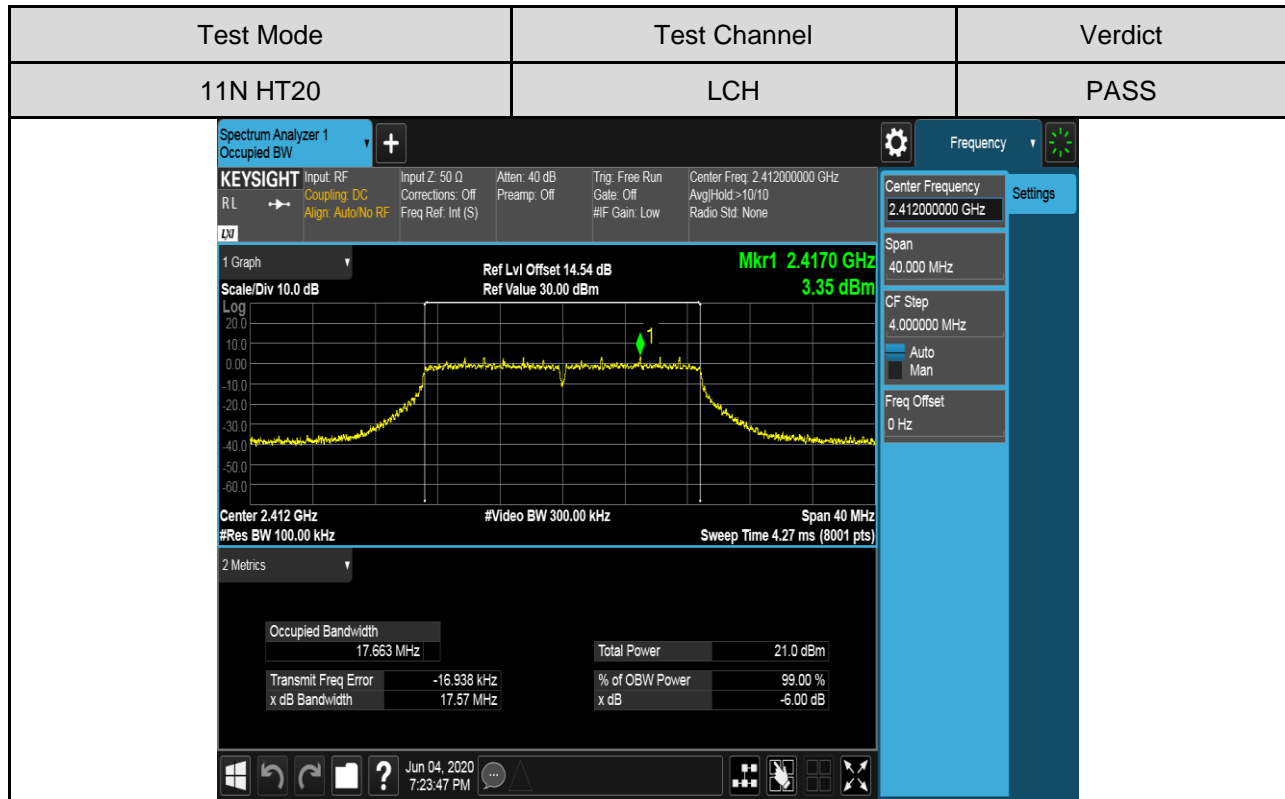 Test Mode Test Channel Verdict
11N HT20 LCH PASS
Spectrum Analyzer 1
Occupied BW
+
Frequency
KEYSIGHT
RL
LXI
Input: RF
Coupling: DC
Align: Auto/No RF
Input Z: 50 Ω
Corrections: Off
Freq Ref: Int (S)
Atten: 40 dB
Preamp: Off
Trig: Free Run
Gate: Off
#IF Gain: Low
Center Freq: 2.412000000 GHz
Avg|Hold:>10/10
Radio Std: None
Center Frequency
2.412000000 GHz
Settings
Span
40.000 MHz
CF Step
4.000000 MHz
Auto
Man
Freq Offset
0 Hz
1 Graph
Scale/Div 10.0 dB
Ref Lvl Offset 14.54 dB
Ref Value 30.00 dBm
Mkr1 2.4170 GHz
3.35 dBm
Log
20.0
10.0
0.00
-10.0
-20.0
-30.0
-40.0
-50.0
-60.0
1
Center 2.412 GHz
#Res BW 100.00 kHz
#Video BW 300.00 kHz
Span 40 MHz
Sweep Time 4.27 ms (8001 pts)
2 Metrics
Occupied Bandwidth
17.663 MHz
Total Power 21.0 dBm
Transmit Freq Error -16.938 kHz
% of OBW Power 99.00 %
x dB Bandwidth 17.57 MHz
x dB -6.00 dB
?
Jun 04, 2020
7:23:47 PM